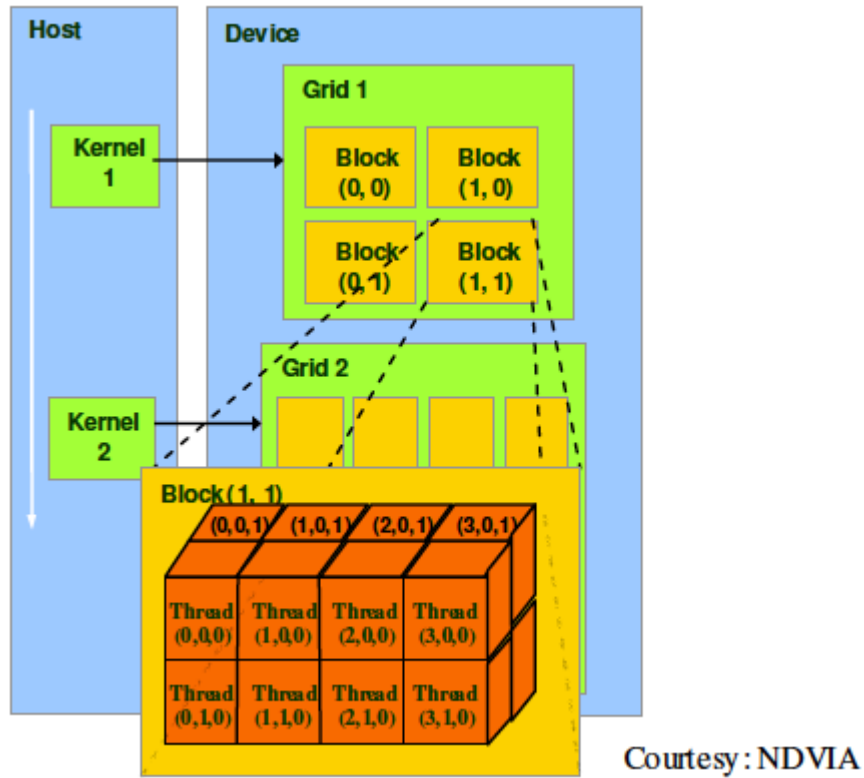 Host
Device
Grid 1
Kernel
1
Block
(0, 0)
Block
(1, 0)
Block
(0, 1)
Block
(1, 1)
Grid 2
Kernel
2
Block (1, 1)
(0,0,1) (1,0,1) (2,0,1) (3,0,1)
Thread
(0,0,0)
Thread
(1,0,0)
Thread
(2,0,0)
Thread
(3,0,0)
Thread
(0,1,0)
Thread
(1,1,0)
Thread
(2,1,0)
Thread
(3,1,0)
Courtesy: NDVIA